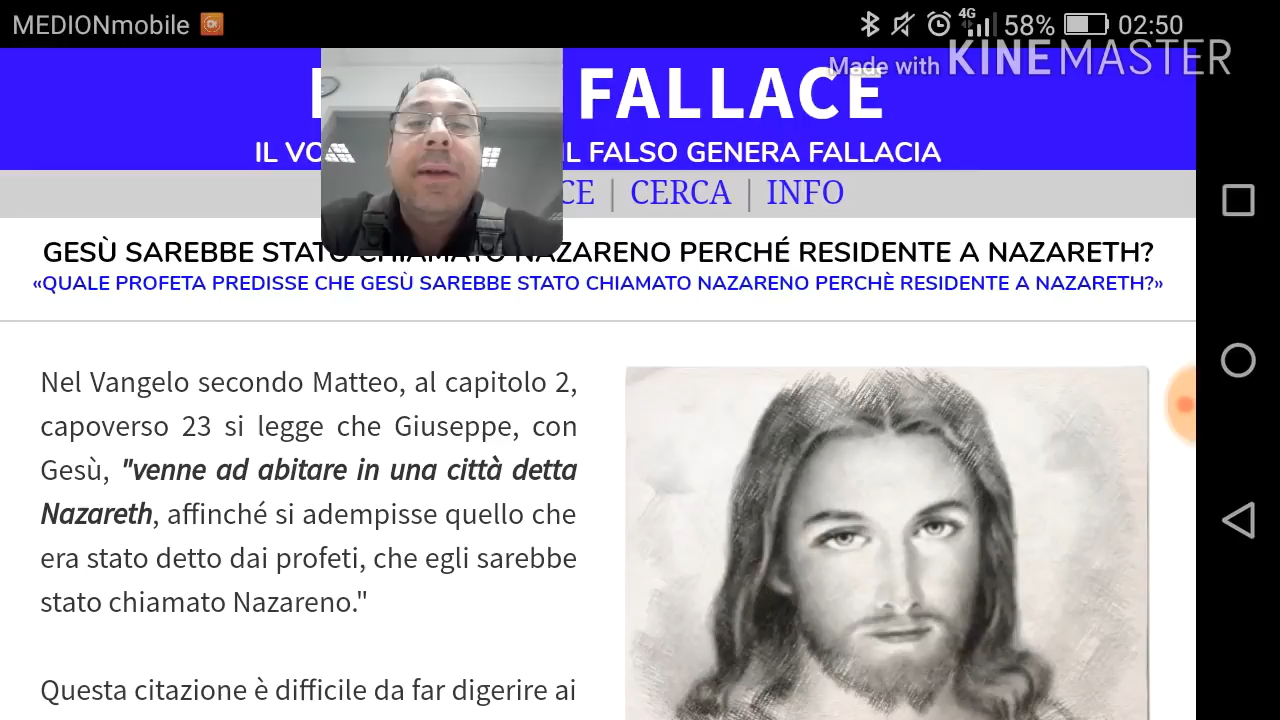 MEDIONmobile
4G 58% 02:50
Made with KINEMASTER
FALLACE
IL FALSO GENERA FALLACIA
| CERCA | INFO
GESÙ SAREBBE STATO CHIAMATO NAZARENO PERCHÉ RESIDENTE A NAZARETH?
«QUALE PROFETA PREDISSE CHE GESÙ SAREBBE STATO CHIAMATO NAZARENO PERCHÈ RESIDENTE A NAZARETH?»
Nel Vangelo secondo Matteo, al capitolo 2,
capoverso 23 si legge che Giuseppe, con
Gesù, "venne ad abitare in una città detta
Nazareth, affinché si adempisse quello che
era stato detto dai profeti, che egli sarebbe
stato chiamato Nazareno."
Questa citazione è difficile da far digerire ai